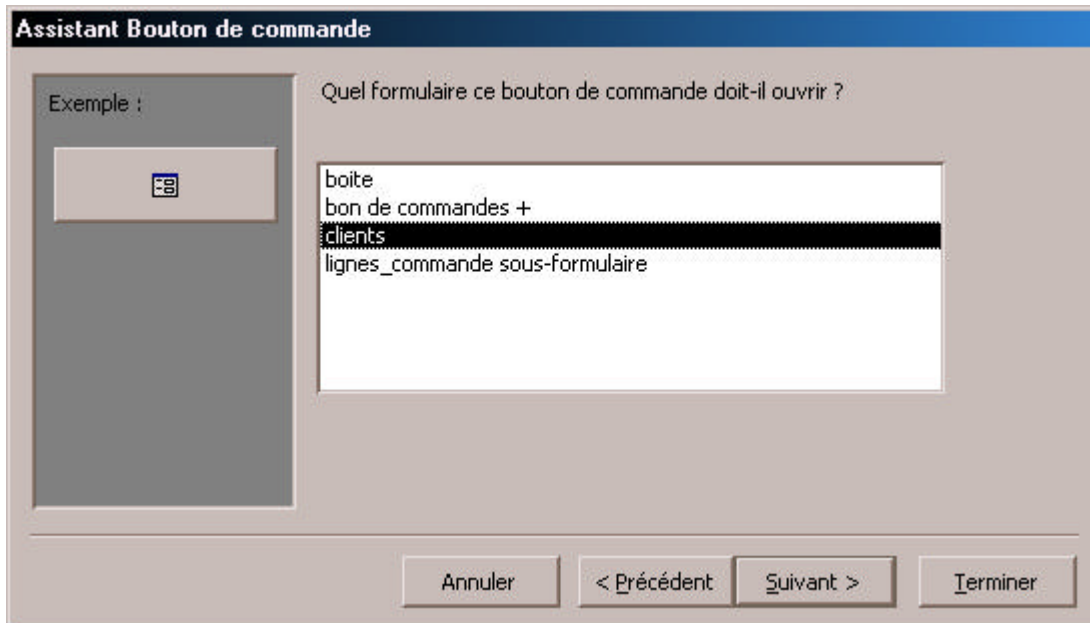 Assistant Bouton de commande
Exemple :
Quel formulaire ce bouton de commande doit-il ouvrir ?
boite
bon de commandes +
clients
lignes_commande sous-formulaire
Annuler
< Précédent
Suivant >
Terminer